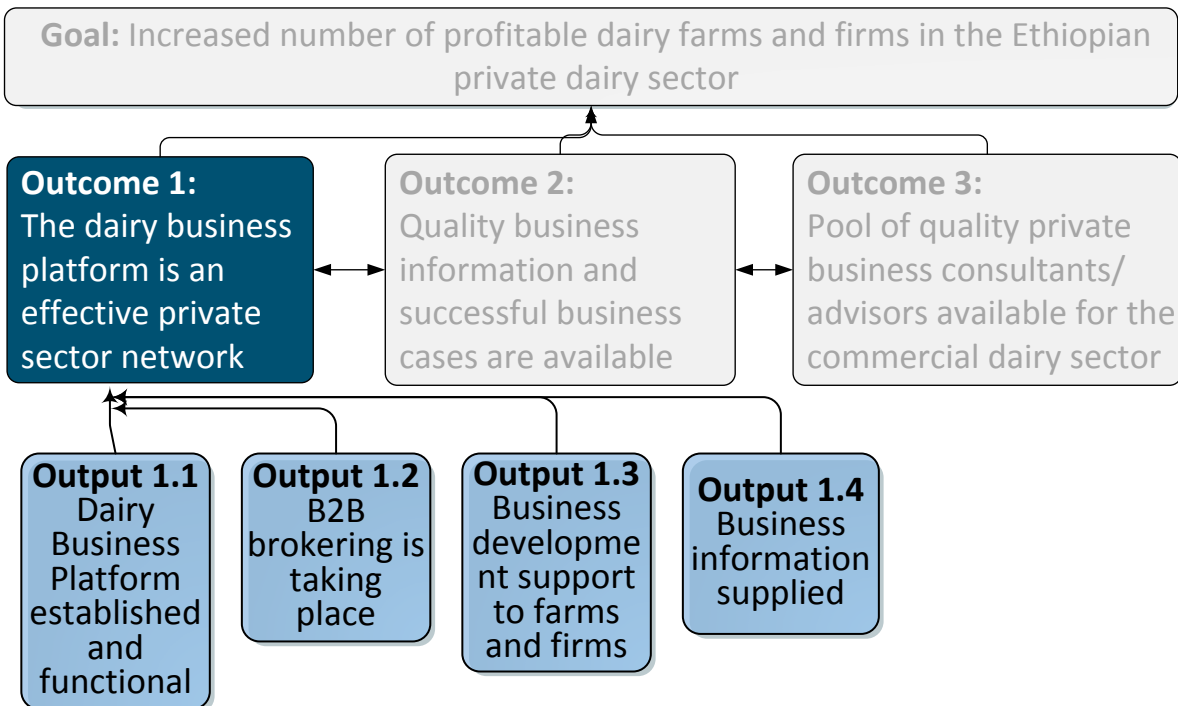 Goal: Increased number of profitable dairy farms and firms in the Ethiopian
private dairy sector
Outcome 1:
The dairy business
platform is an
effective private
sector network
Outcome 2:
Quality business
information and
successful business
cases are available
Outcome 3:
Pool of quality private
business consultants/
advisors available for the
commercial dairy sector
Output 1.1
Dairy
Business
Platform
established
and
functional
Output 1.2
B2B
brokering is
taking
place
Output 1.3
Business
developme
nt support
to farms
and firms
Output 1.4
Business
information
supplied